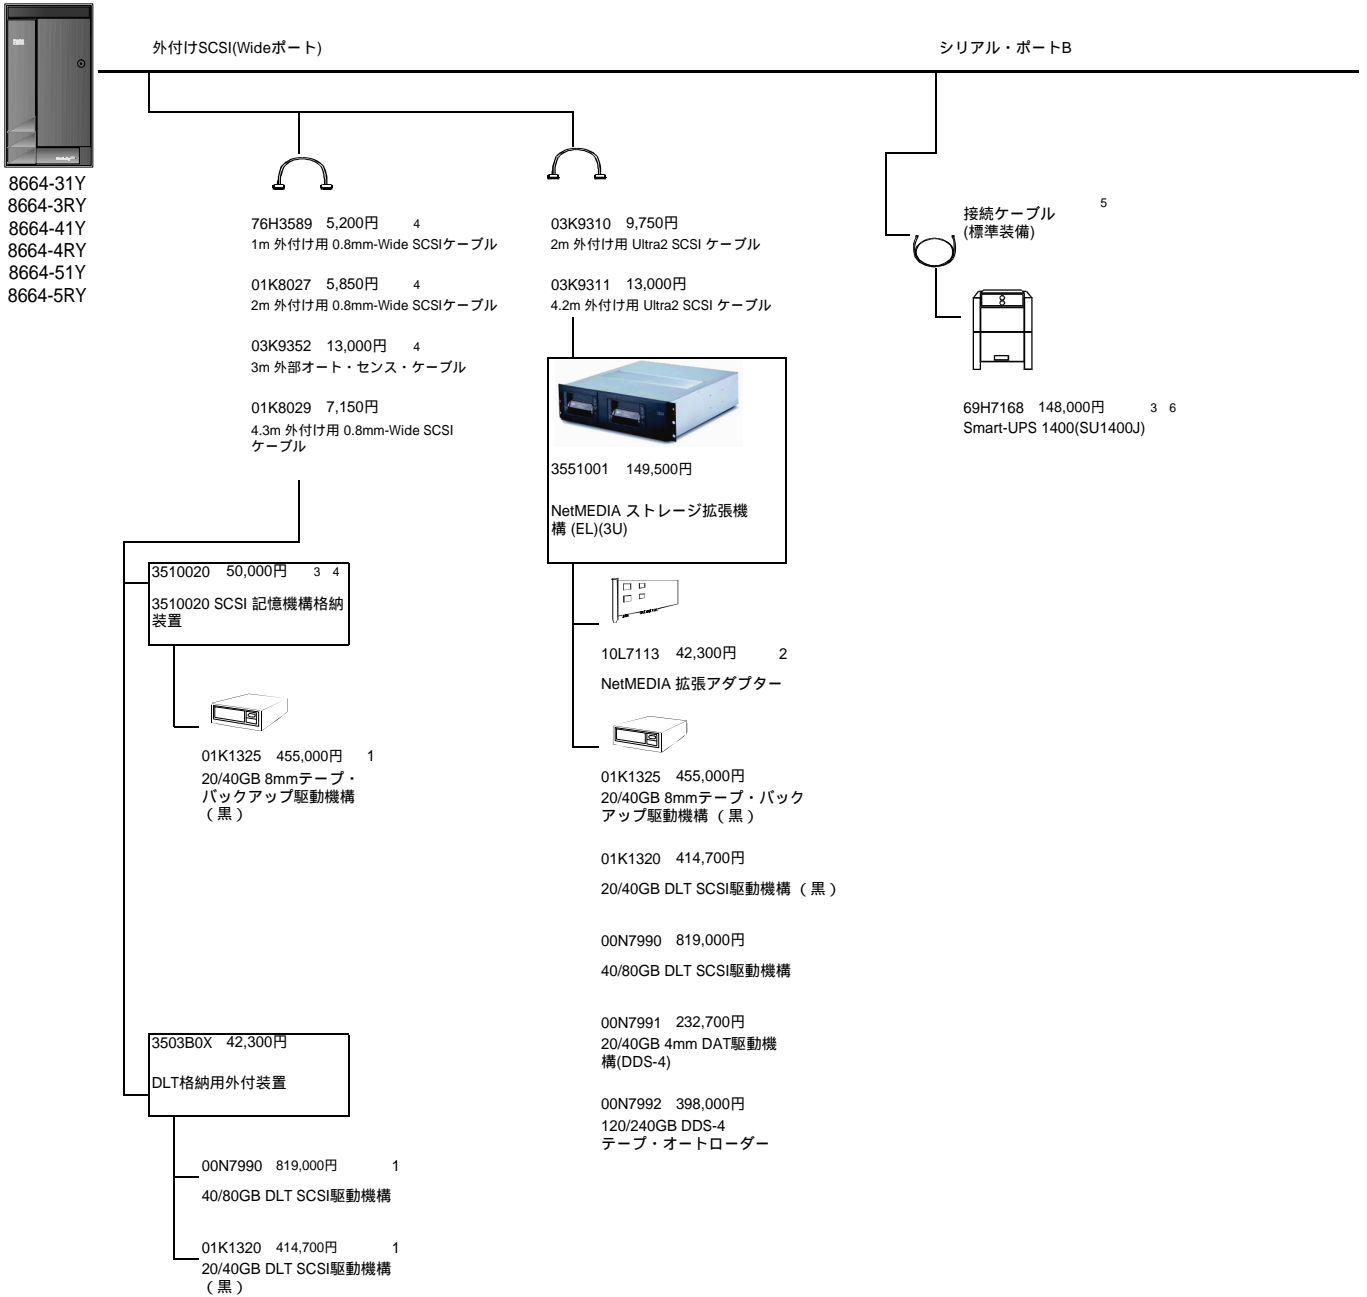 外付けSCSI(Wideポート)
シリアル・ポートB
8664-31Y
8664-3RY
8664-41Y
8664-4RY
8664-51Y
8664-5RY
76H3589 5,200円 4
1m 外付け用 0.8mm-Wide SCSIケーブル
01K8027 5,850円 4
2m 外付け用 0.8mm-Wide SCSIケーブル
03K9352 13,000円 4
3m 外部オート・センス・ケーブル
01K8029 7,150円
4.3m 外付け用 0.8mm-Wide SCSI
ケーブル
3510020 50,000円 3 4
3510020 SCSI 記憶機構格納
装置
01K1325 455,000円 1
20/40GB 8mmテープ・
バックアップ駆動機構
（黒）
3503B0X 42,300円
DLT格納用外付装置
00N7990 819,000円 1
40/80GB DLT SCSI駆動機構
01K1320 414,700円 1
20/40GB DLT SCSI駆動機構
（黒）
03K9310 9,750円
2m 外付け用 Ultra2 SCSI ケーブル
03K9311 13,000円
4.2m 外付け用 Ultra2 SCSI ケーブル
3551001 149,500円
NetMEDIA ストレージ拡張機
構 (EL)(3U)
10L7113 42,300円 2
NetMEDIA 拡張アダプター
01K1325 455,000円
20/40GB 8mmテープ・バック
アップ駆動機構（黒）
01K1320 414,700円
20/40GB DLT SCSI駆動機構（黒）
00N7990 819,000円
40/80GB DLT SCSI駆動機構
00N7991 232,700円
20/40GB 4mm DAT駆動機
構(DDS-4)
00N7992 398,000円
120/240GB DDS-4
テープ・オートローダー
接続ケーブル 5
(標準装備)
69H7168 148,000円 3 6
Smart-UPS 1400(SU1400J)